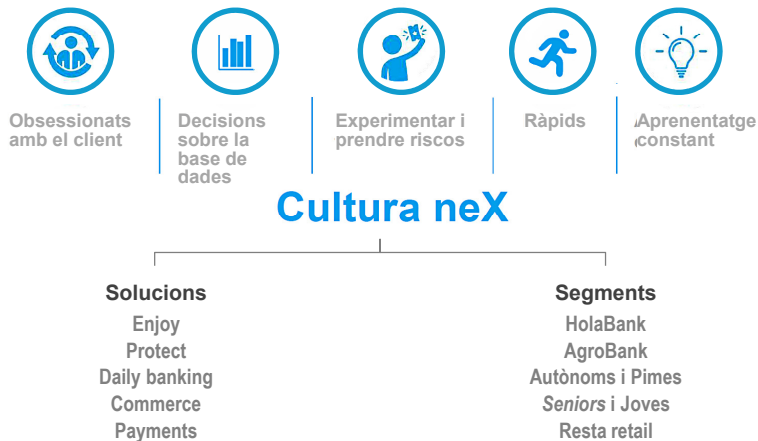 Obsessionats
amb el client
Decisions
sobre la
base de
dades
Experimentar i
prendre riscos
Ràpids
Aprenentatge
constant
Cultura neX
Solucions
Enjoy
Protect
Daily banking
Commerce
Payments
Segments
HolaBank
AgroBank
Autònoms i Pimes
Seniors i Joves
Resta retail